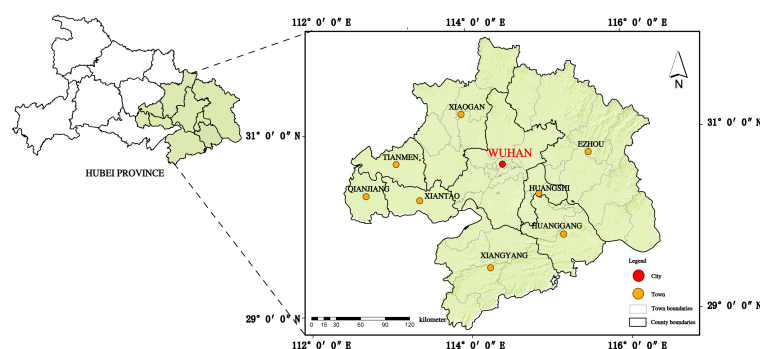 112° 0′ 0″ E
114° 0′ 0″ E
116° 0′ 0″ E
31° 0′ 0″ N
31° 0′ 0″ N
N
XIAOGAN
WUHAN
EZHOU
TIANMEN
QIANJIANG
XIANTAO
HUANGSHI
HUANGGANG
XIANGYANG
HUBEI PROVINCE
Legend
City
Town
Town boundaries
County boundaries
0 15 30 60 90 120 kilometer
29° 0′ 0″ N
29° 0′ 0″ N
112° 0′ 0″ E
114° 0′ 0″ E
116° 0′ 0″ E